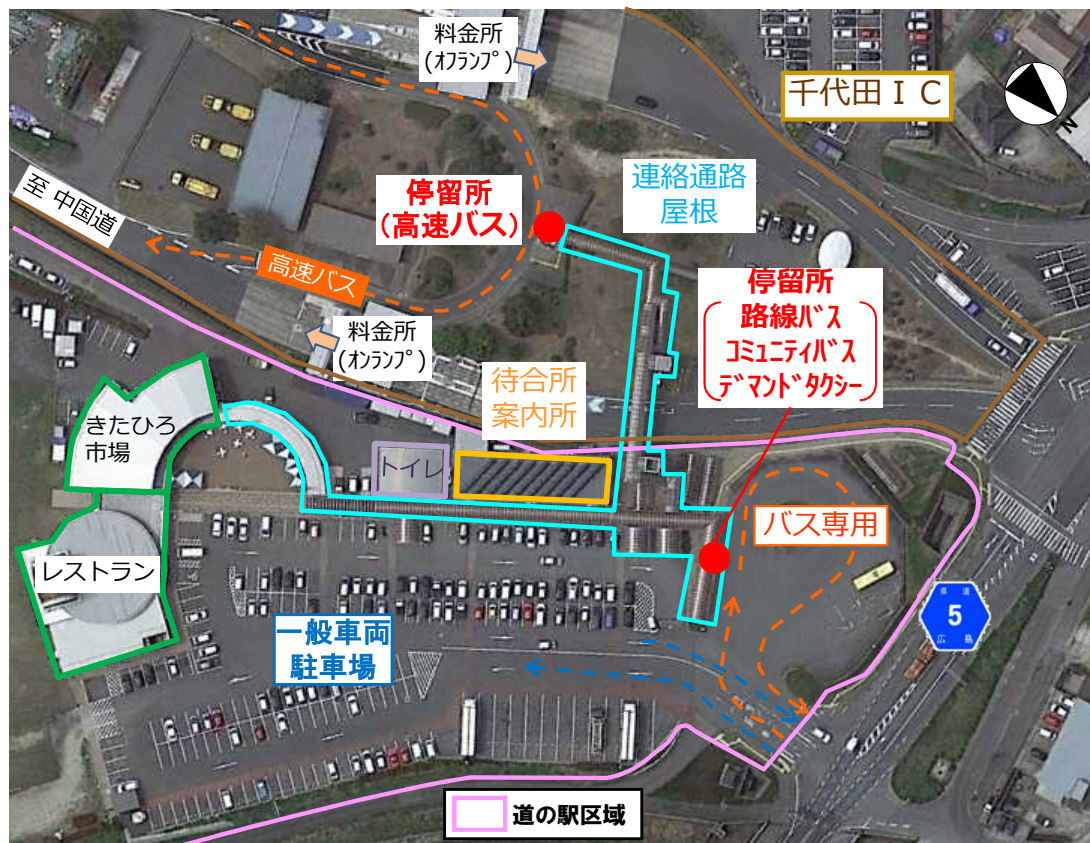 料金所
(ｵﾌﾗﾝﾌﾟ)
千代田ＩＣ
N
連絡通路
屋根
至 中国道
停留所
(高速バス)
高速バス
停留所
路線ﾊﾞｽ
ｺﾐｭﾆﾃｨﾊﾞｽ
ﾃﾞﾏﾝﾄﾞﾀｸｼｰ
料金所
(ｵﾝﾗﾝﾌﾟ)
待合所
案内所
きたひろ
市場
トイレ
バス専用
レストラン
県道
5
広島
一般車両
駐車場
道の駅区域